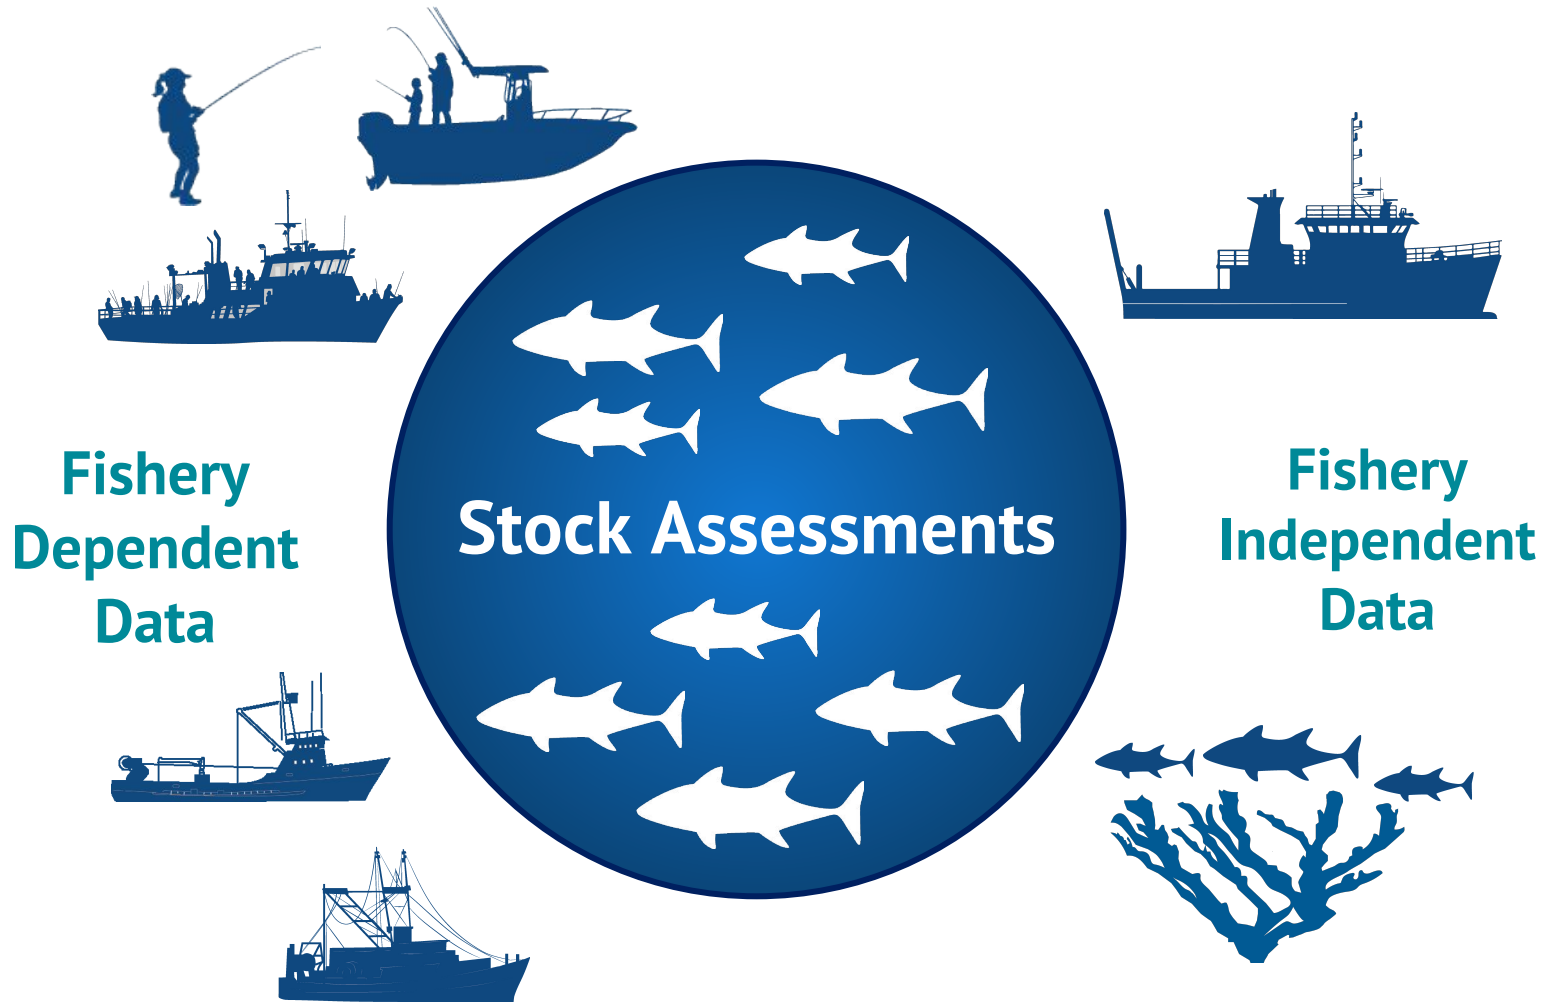 Fishery
Dependent
Data
Stock Assessments
Fishery
Independent
Data